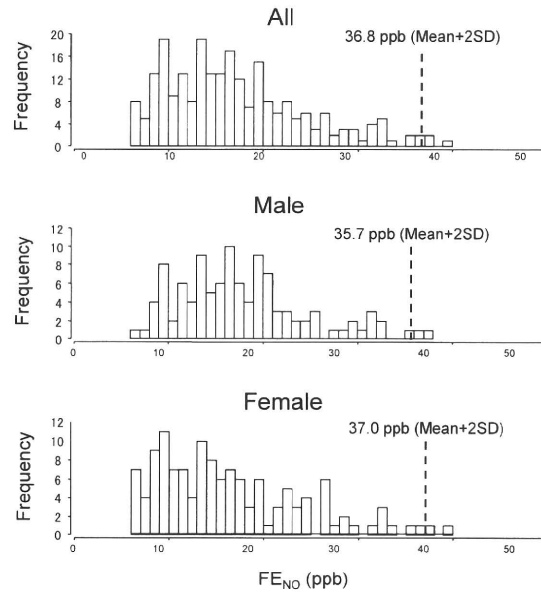 All
36.8 ppb (Mean+2SD)
Frequency
20
16
12
8
4
0
0 10 20 30 40 50
Male
35.7 ppb (Mean+2SD)
Frequency
12
10
8
6
4
2
0
0 10 20 30 40 50
Female
37.0 ppb (Mean+2SD)
Frequency
12
10
8
6
4
2
0
0 10 20 30 40 50
FENO (ppb)